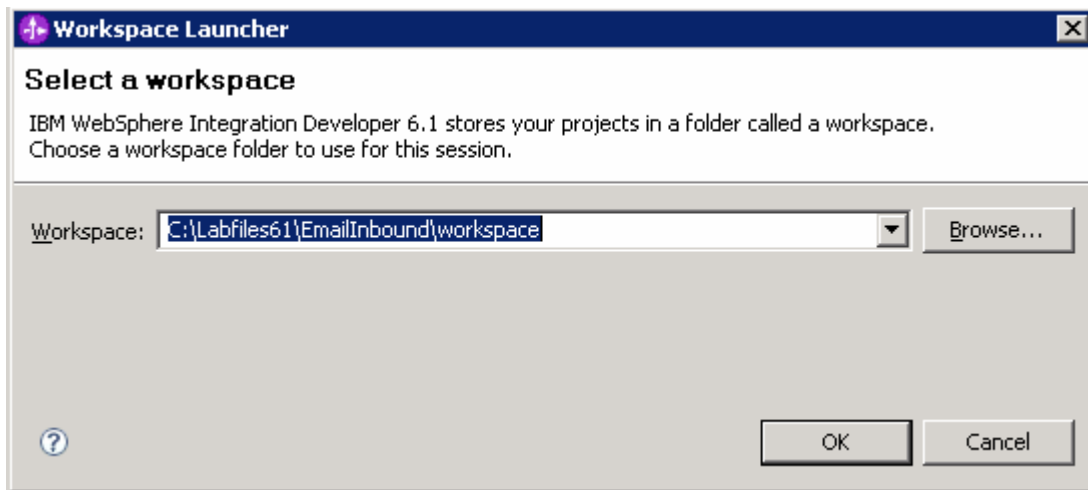 Workspace Launcher
Select a workspace
IBM WebSphere Integration Developer 6.1 stores your projects in a folder called a workspace.
Choose a workspace folder to use for this session.
Workspace: C:\Labfiles61\EmailInbound\workspace Browse...
? OK Cancel